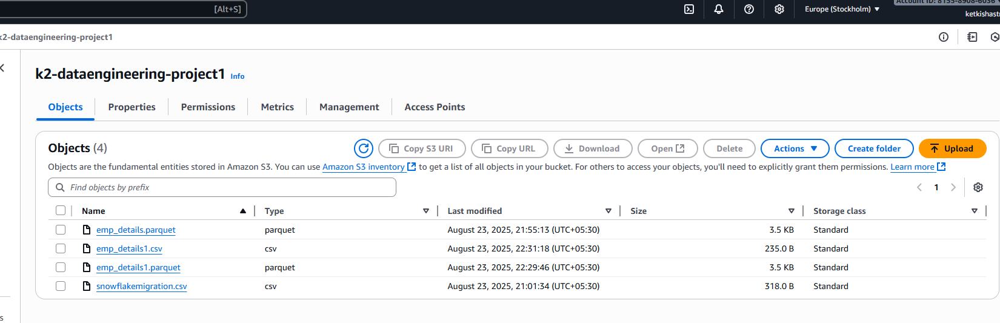 [Alt+S] Europe (Stockholm) Account ID: 8155-8908-6036
ketkishast
k2-dataengineering-project1
k2-dataengineering-project1 Info
Objects Properties Permissions Metrics Management Access Points
Objects (4) Copy S3 URI Copy URL Download Open Delete Actions Create folder Upload
Objects are the fundamental entities stored in Amazon S3. You can use Amazon S3 inventory to get a list of all objects in your bucket. For others to access your objects, you'll need to explicitly grant them permissions. Learn more
Find objects by prefix 1
Name Type Last modified Size Storage class
emp_details.parquet parquet August 23, 2025, 21:55:13 (UTC+05:30) 3.5 KB Standard
emp_details1.csv csv August 23, 2025, 22:31:18 (UTC+05:30) 235.0 B Standard
emp_details1.parquet parquet August 23, 2025, 22:29:46 (UTC+05:30) 3.5 KB Standard
snowflakemigration.csv csv August 23, 2025, 21:01:34 (UTC+05:30) 318.0 B Standard
s